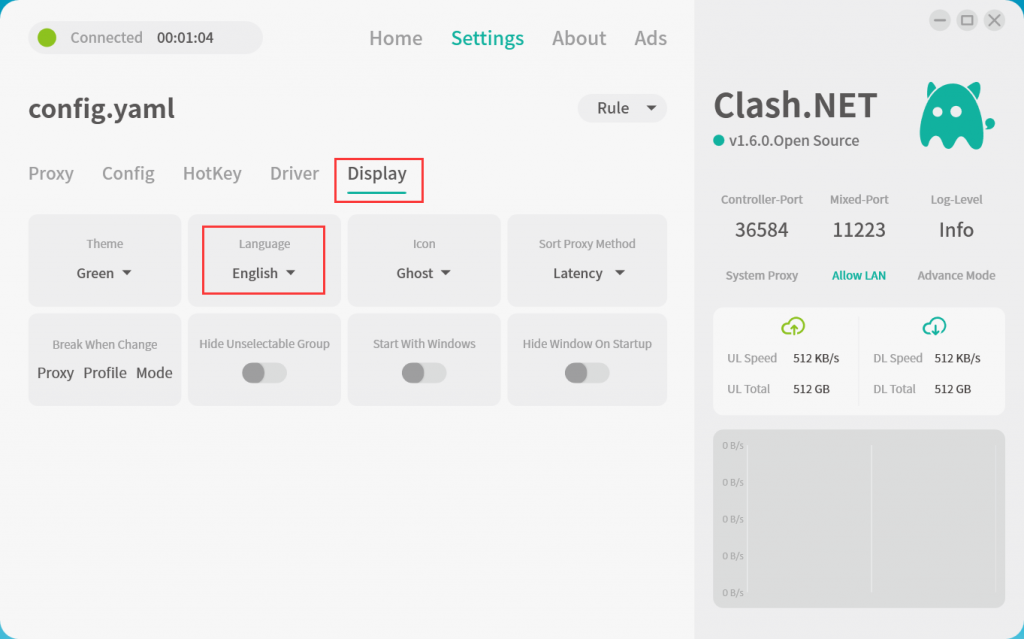 Connected 00:01:04
Home Settings About Ads
config.yaml
Rule
Proxy Config HotKey Driver Display
Theme
Green
Language
English
Icon
Ghost
Sort Proxy Method
Latency
Break When Change
Proxy Profile Mode
Hide Unselectable Group
Start With Windows
Hide Window On Startup
Clash.NET
v1.6.0.Open Source
Controller-Port Mixed-Port Log-Level
36584 11223 Info
System Proxy Allow LAN Advance Mode
UL Speed 512 KB/s
UL Total 512 GB
DL Speed 512 KB/s
DL Total 512 GB
0 B/s
0 B/s
0 B/s
0 B/s
0 B/s